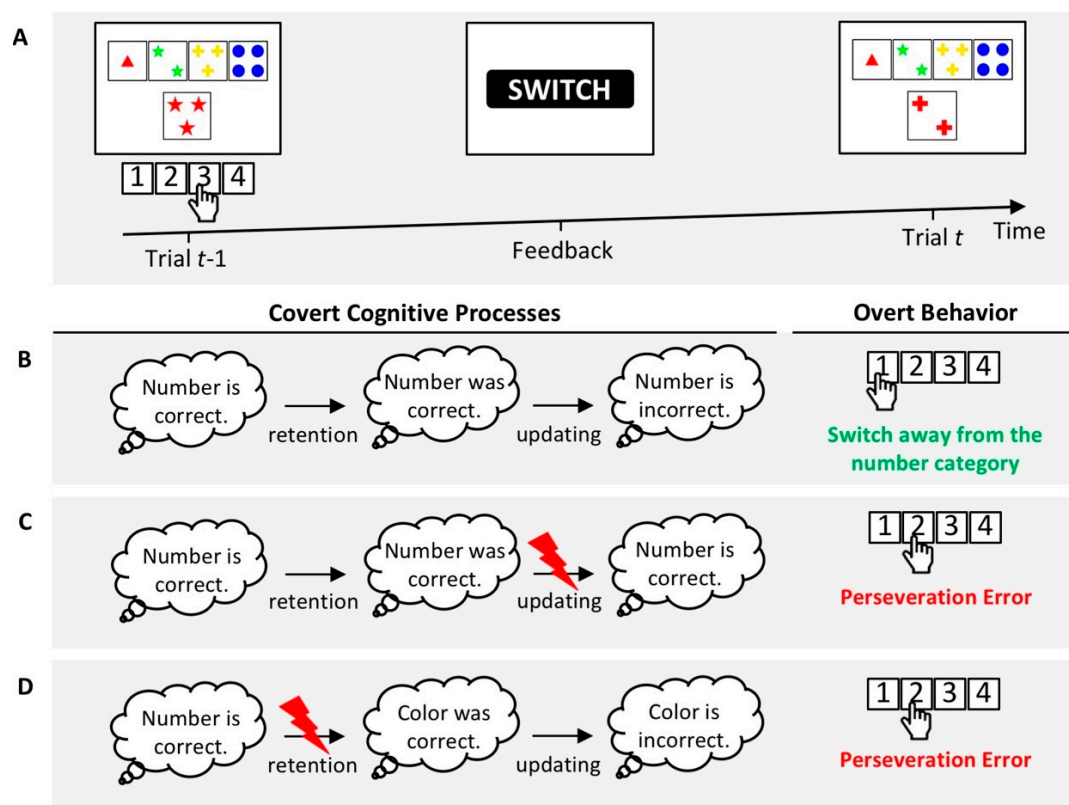 A
SWITCH
1 2 3 4
Trial t-1
Feedback
Trial t
Time
Covert Cognitive Processes
Overt Behavior
B
Number is
correct.
retention
Number was
correct.
updating
Number is
incorrect.
1 2 3 4
Switch away from the
number category
C
Number is
correct.
retention
Number was
correct.
updating
Number is
correct.
1 2 3 4
Perseveration Error
D
Number is
correct.
retention
Color was
correct.
updating
Color is
incorrect.
1 2 3 4
Perseveration Error